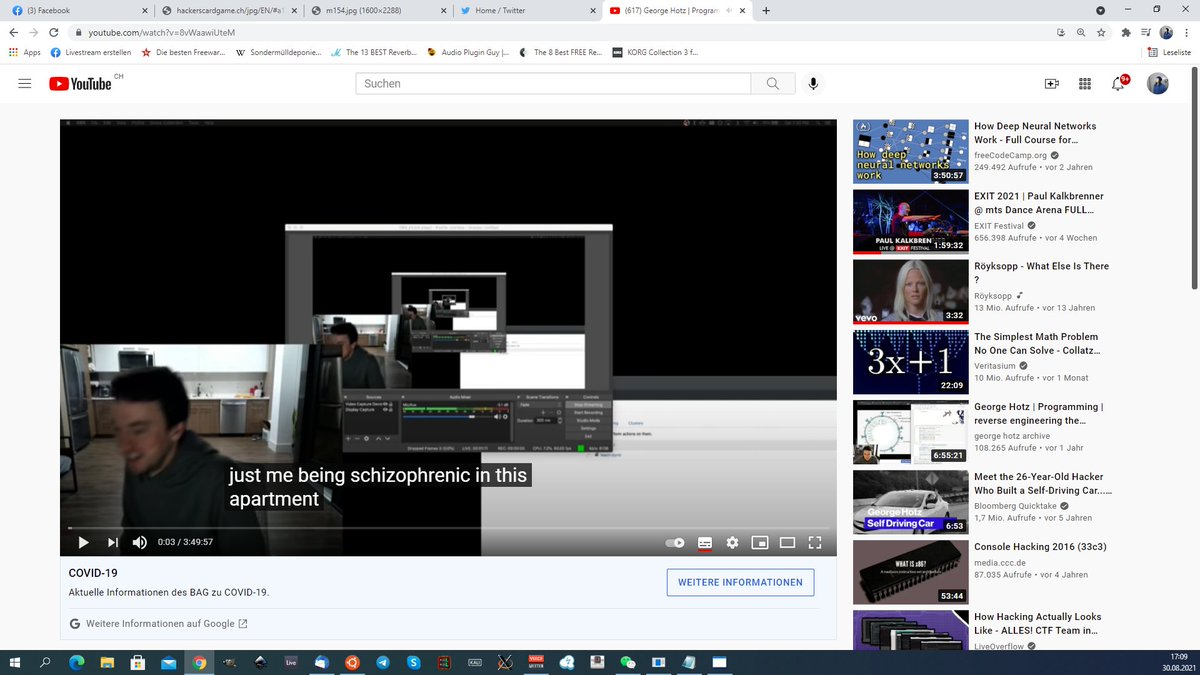 Facebook
hackerscardgame.ch/jpg/EN/#a1
m154.jpg (1600×2288)
Home / Twitter
(617) George Hotz | Program
youtube.com/watch?v=8vWaawiUteM
Apps
Livestream erstellen
Die besten Freewar...
Sondermülldeponie...
The 13 BEST Reverb...
Audio Plugin Guy |...
The 8 Best FREE Re...
KORG Collection 3 f...
Leseliste
YouTube CH
Suchen
9+
just me being schizophrenic in this
apartment
0:03 / 3:49:57
COVID-19
Aktuelle Informationen des BAG zu COVID-19.
WEITERE INFORMATIONEN
Weitere Informationen auf Google
How deep
neural networks
work
3:50:57
How Deep Neural Networks
Work - Full Course for...
freeCodeCamp.org
249.492 Aufrufe • vor 2 Jahren
PAUL KALKBREN
LIVE @ EXIT FESTIVAL
1:59:32
EXIT 2021 | Paul Kalkbrenner
@ mts Dance Arena FULL...
EXIT Festival
656.398 Aufrufe • vor 4 Wochen
vevo
3:32
Röyksopp - What Else Is There
?
Röyksopp
13 Mio. Aufrufe • vor 13 Jahren
3x+1
22:09
The Simplest Math Problem
No One Can Solve - Collatz...
Veritasium
10 Mio. Aufrufe • vor 1 Monat
6:55:21
George Hotz | Programming |
reverse engineering the...
george hotz archive
108.265 Aufrufe • vor 1 Jahr
George Hotz
Self Driving Car
6:53
Meet the 26-Year-Old Hacker
Who Built a Self-Driving Car....
Bloomberg Quicktake
1,7 Mio. Aufrufe • vor 5 Jahren
WHAT IS x86?
53:44
Console Hacking 2016 (33c3)
media.ccc.de
87.035 Aufrufe • vor 4 Jahren
How Hacking Actually Looks
Like - ALLES! CTF Team in...
LiveOverflow
Live
17:09
30.08.2021